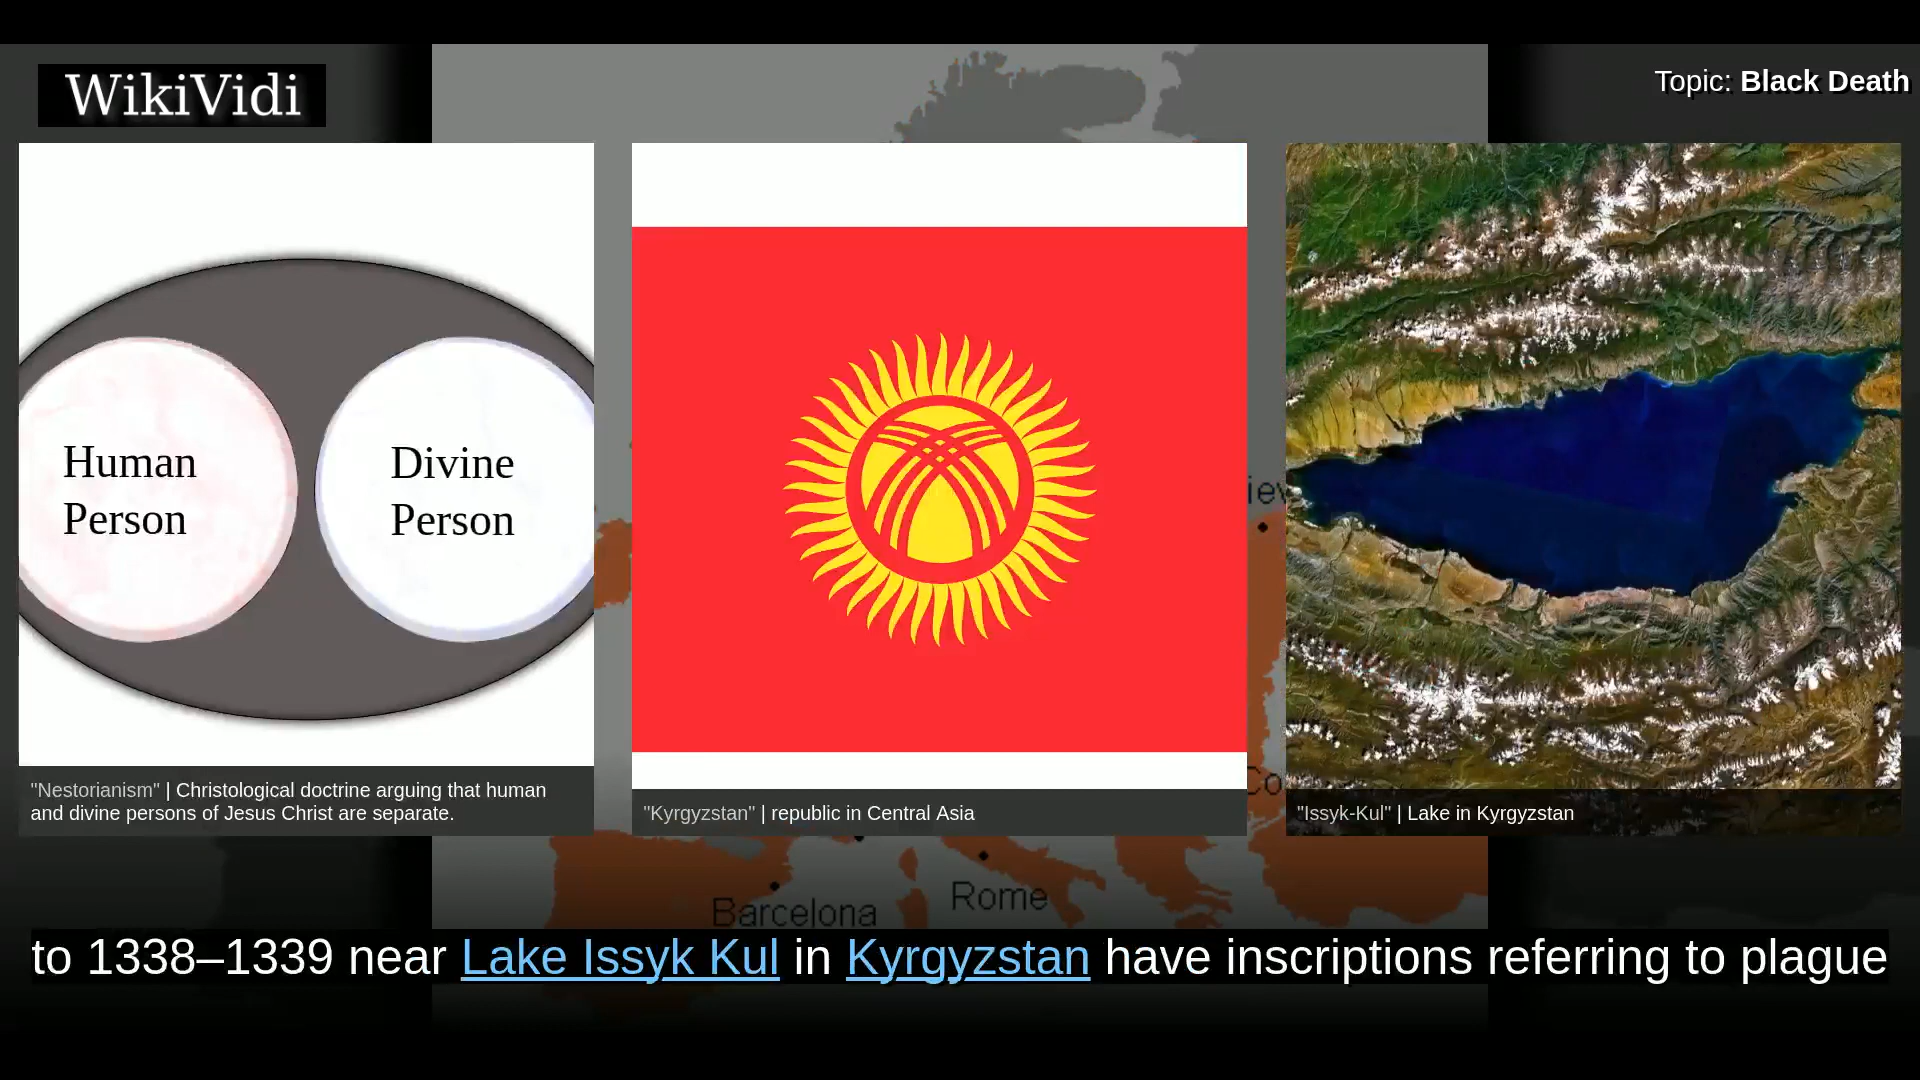 WikiVidi
Topic: Black Death
Human
Person
Divine
Person
"Nestorianism" | Christological doctrine arguing that human
and divine persons of Jesus Christ are separate.
"Kyrgyzstan" | republic in Central Asia
"Issyk-Kul" | Lake in Kyrgyzstan
Barcelona
Rome
to 1338–1339 near Lake Issyk Kul in Kyrgyzstan have inscriptions referring to plague